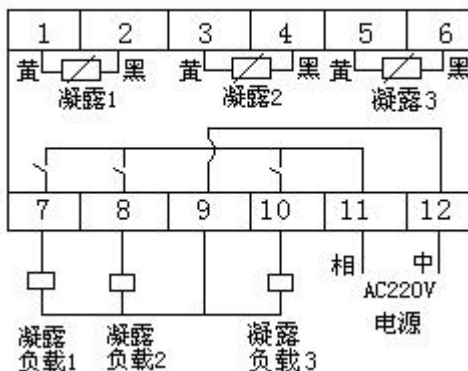 1 2 3 4 5 6
黄 黑 黄 黑 黄 黑
凝露1 凝露2 凝露3
7 8 9 10 11 12
相 中
AC220V
电源
凝露 凝露 凝露
负载1 负载2 负载3